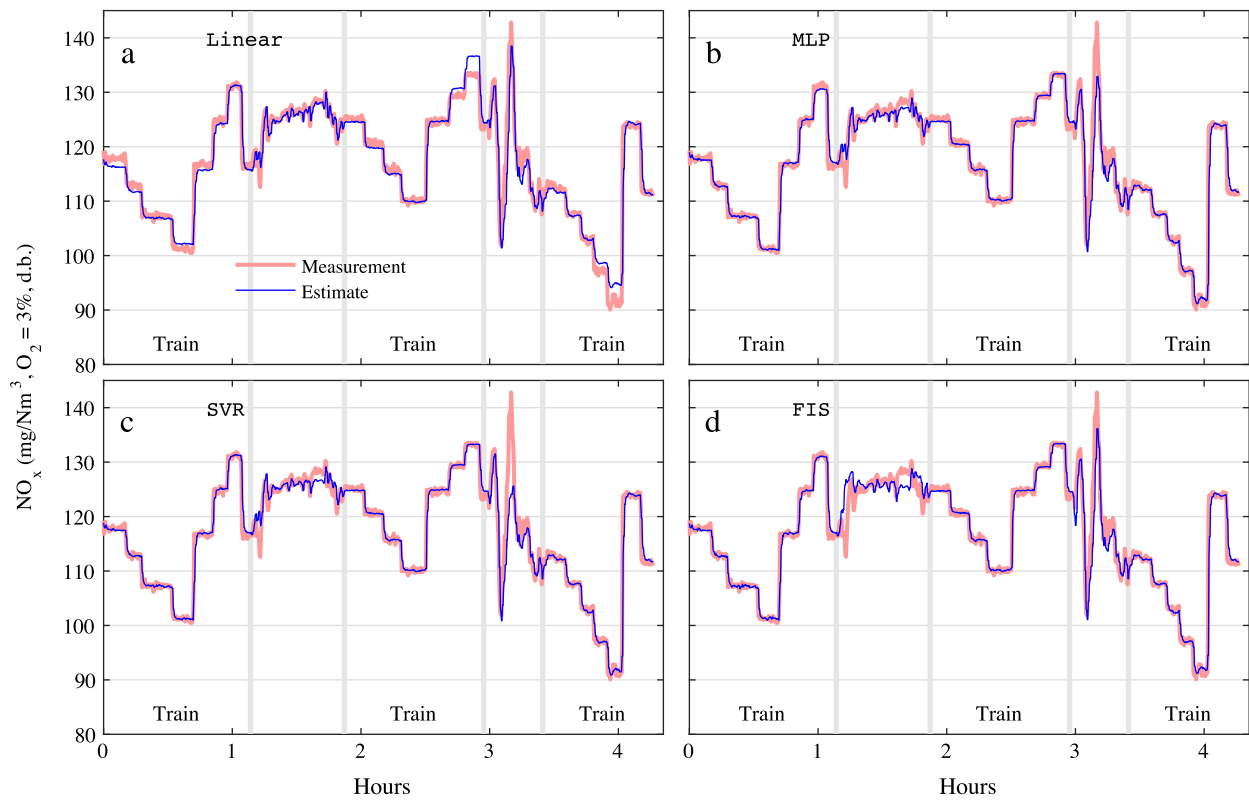 a
Linear
140
130
120
110
100
90
80
Measurement
Estimate
Train
Train
Train
b
MLP
Train
Train
Train
c
SVR
140
130
120
110
100
90
80
Train
Train
Train
0
1
2
3
4
Hours
d
FIS
Train
Train
Train
0
1
2
3
4
Hours
NOx (mg/Nm3, O2 = 3%, d.b.)